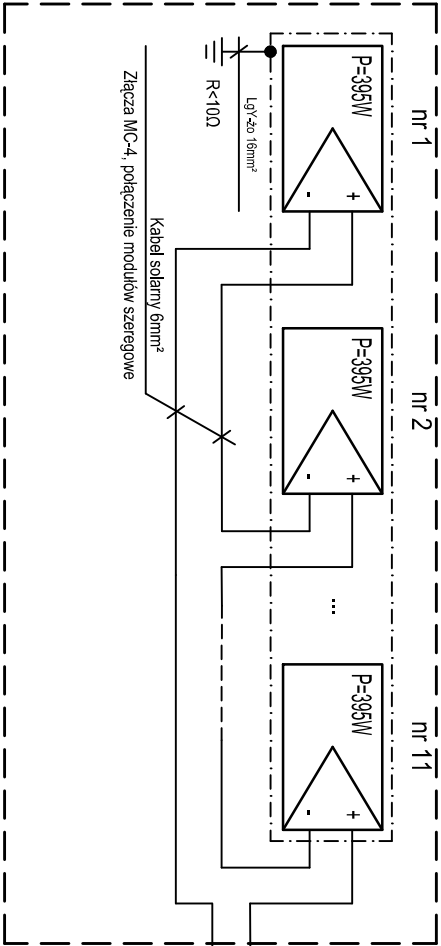 nr 1
P=395W
-
+
nr 2
P=395W
-
+
...
nr 11
P=395W
-
+
LgY-żo 16mm²
R<10Ω
Kabel solarny 6mm²
Złącza MC-4, połączenie modułów szeregowe